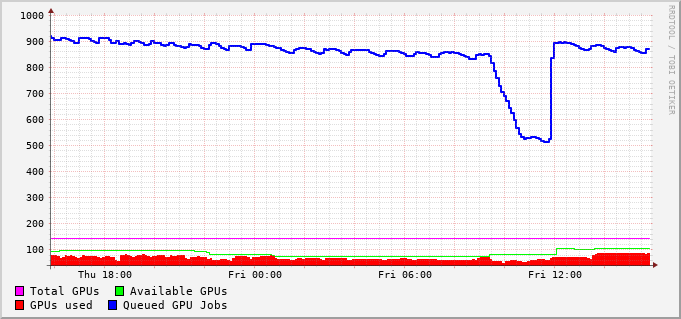 1000
900
800
700
600
500
400
300
200
100
Thu 18:00 Fri 00:00 Fri 06:00 Fri 12:00
Total GPUs Available GPUs
GPUs used Queued GPU Jobs
RRDTOOL / TOBI OETIKER